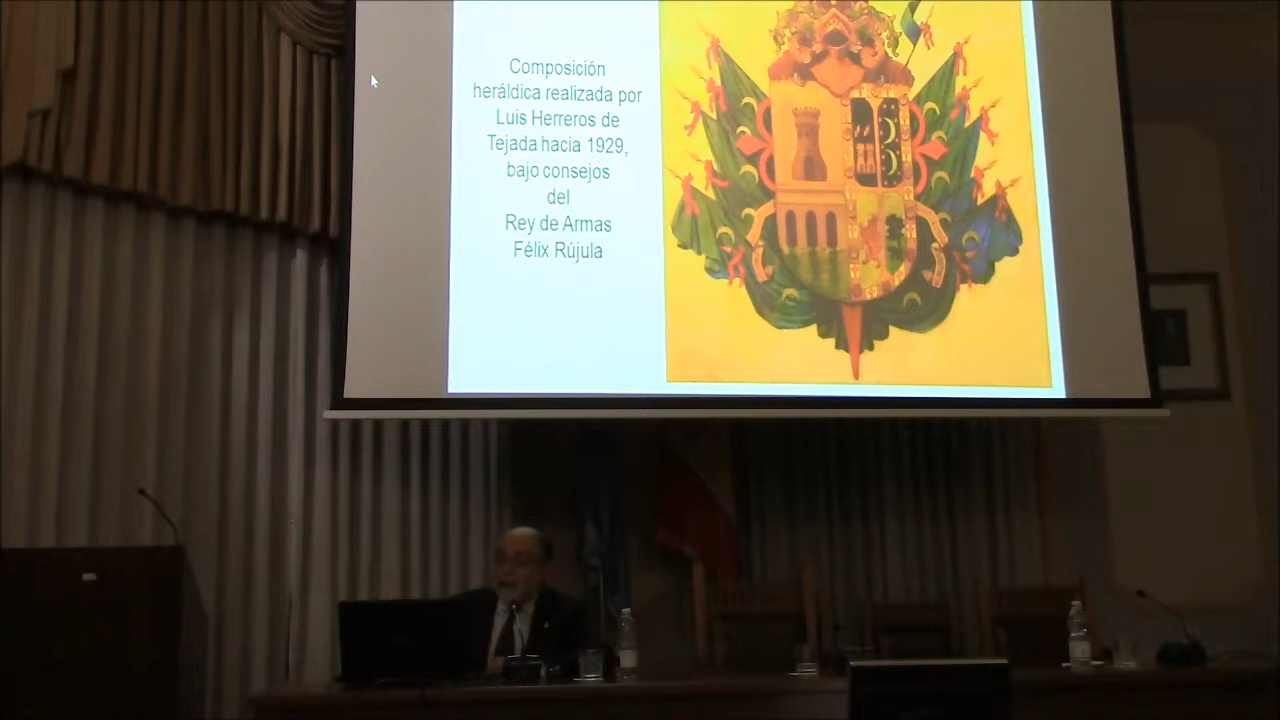 Composición
heráldica realizada por
Luis Herreros de
Tejada hacia 1929,
bajo consejos
del
Rey de Armas
Félix Rújula